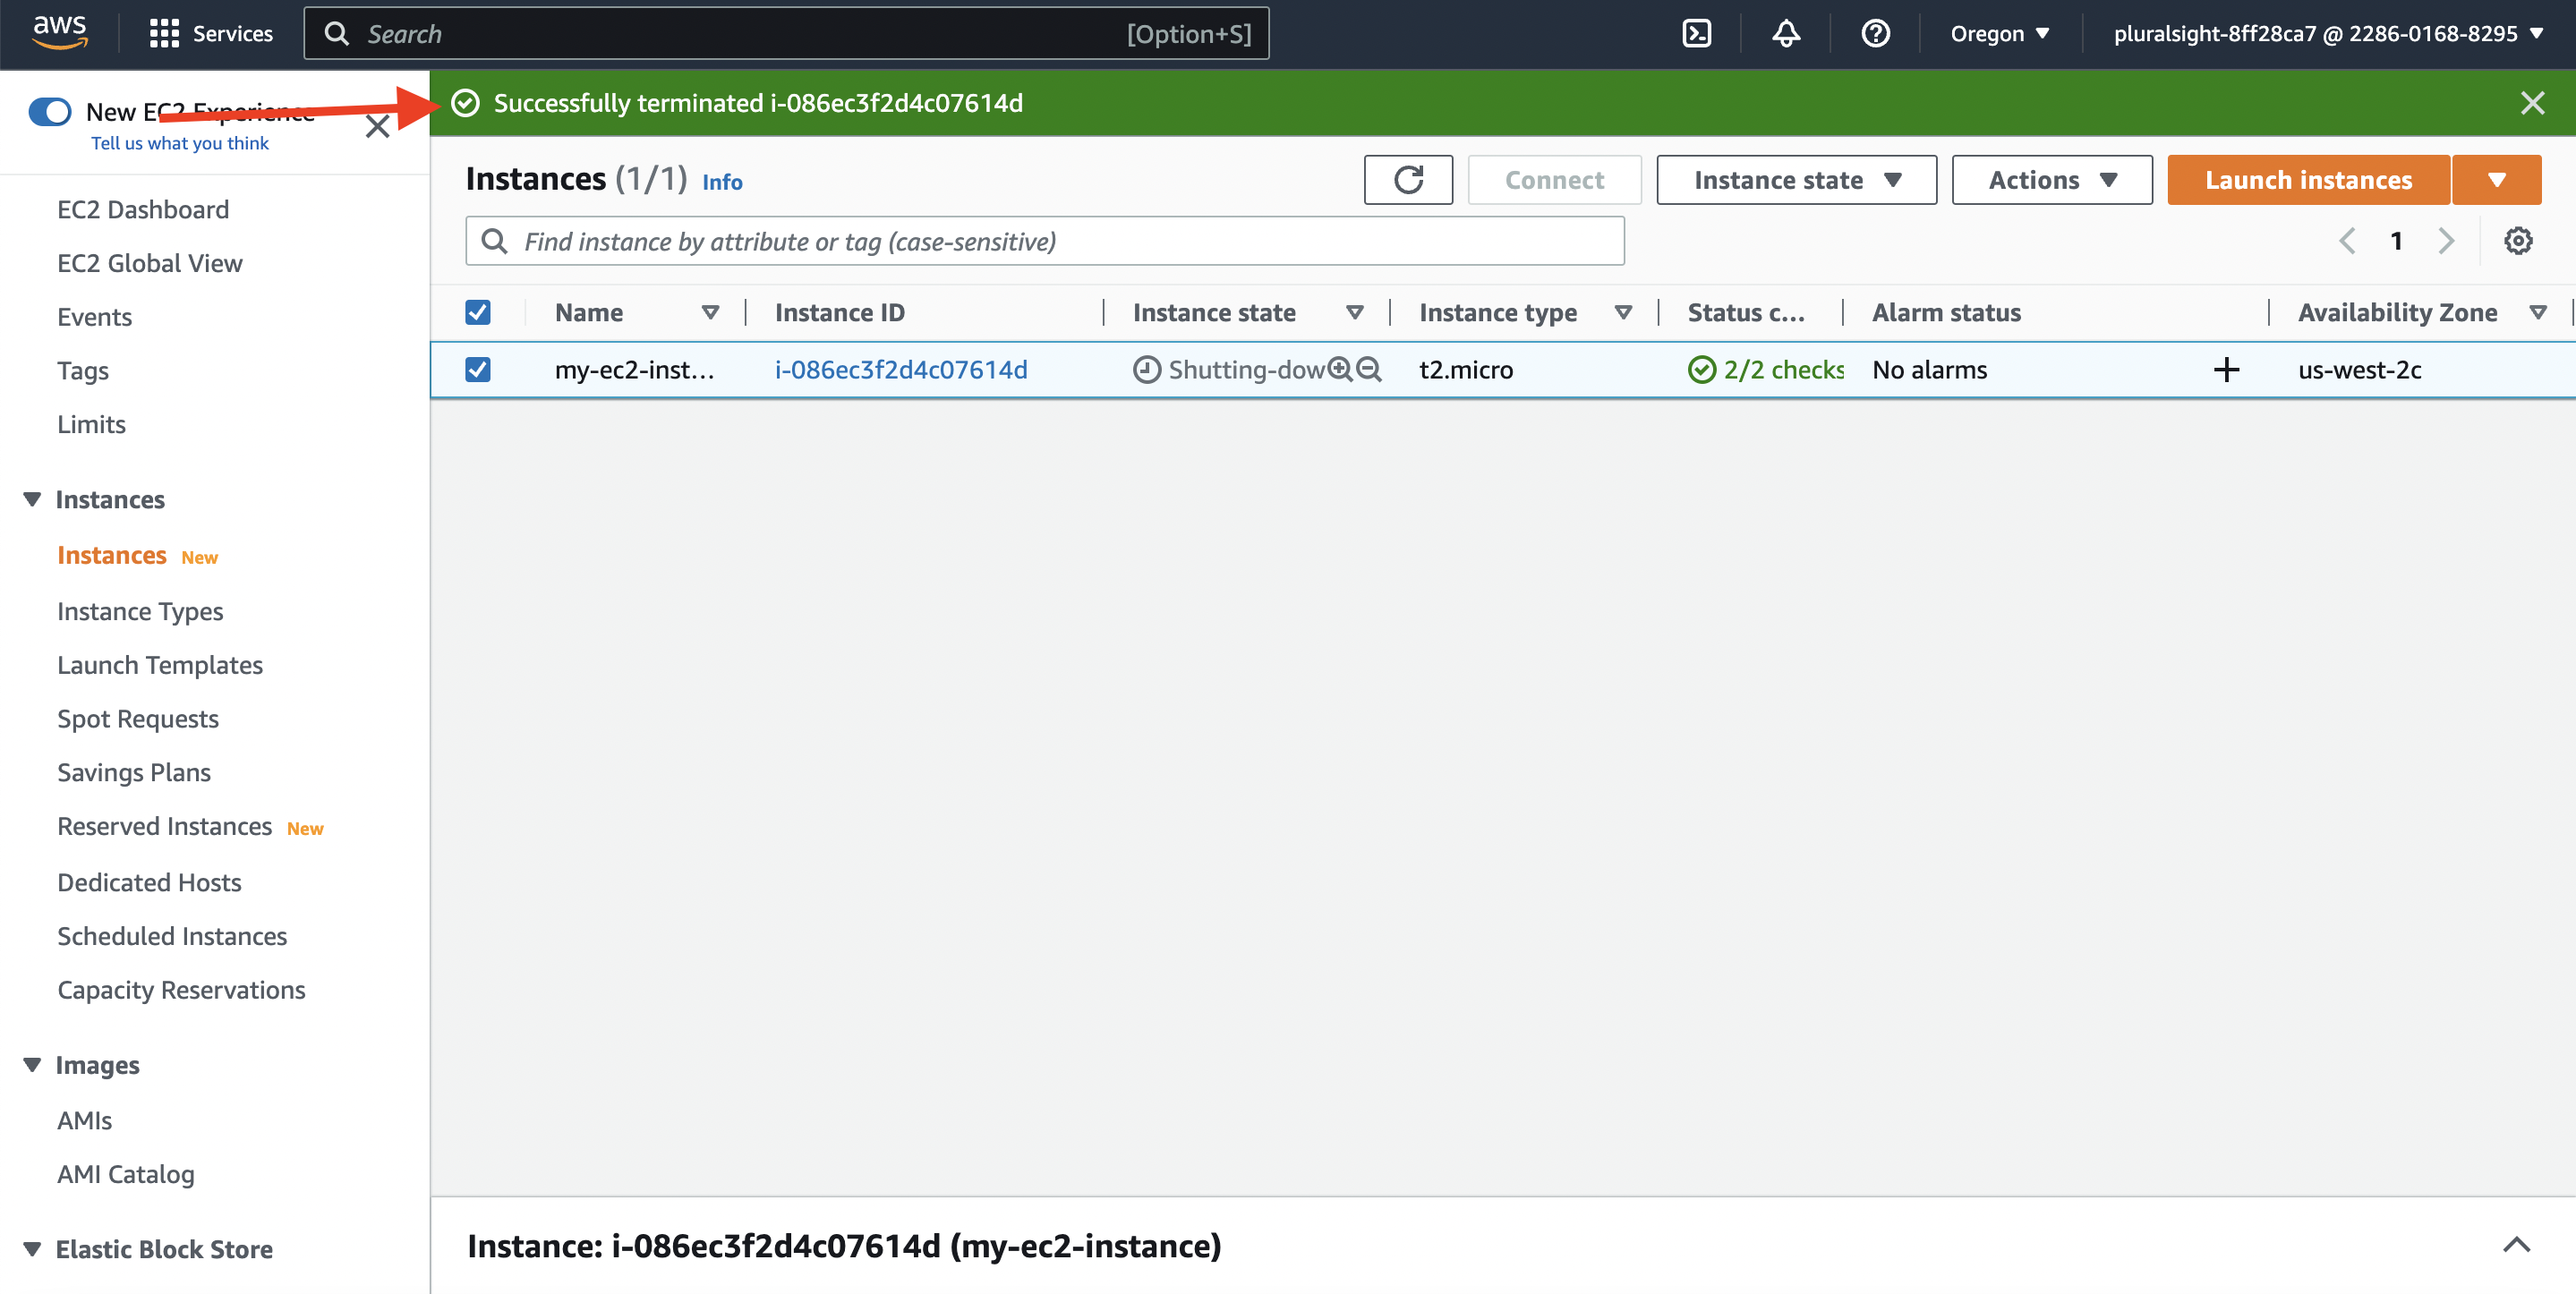 aws
Services
Search [Option+S]
Oregon
pluralsight-8ff28ca7 @ 2286-0168-8295
New EC2 Experience
Tell us what you think
EC2 Dashboard
EC2 Global View
Events
Tags
Limits
Instances
Instances New
Instance Types
Launch Templates
Spot Requests
Savings Plans
Reserved Instances New
Dedicated Hosts
Scheduled Instances
Capacity Reservations
Images
AMIs
AMI Catalog
Elastic Block Store
Successfully terminated i-086ec3f2d4c07614d
Instances (1/1) Info
Connect
Instance state
Actions
Launch instances
Find instance by attribute or tag (case-sensitive)
1
Name Instance ID Instance state Instance type Status c... Alarm status Availability Zone
my-ec2-inst... i-086ec3f2d4c07614d Shutting-dow t2.micro 2/2 checks No alarms + us-west-2c
Instance: i-086ec3f2d4c07614d (my-ec2-instance)